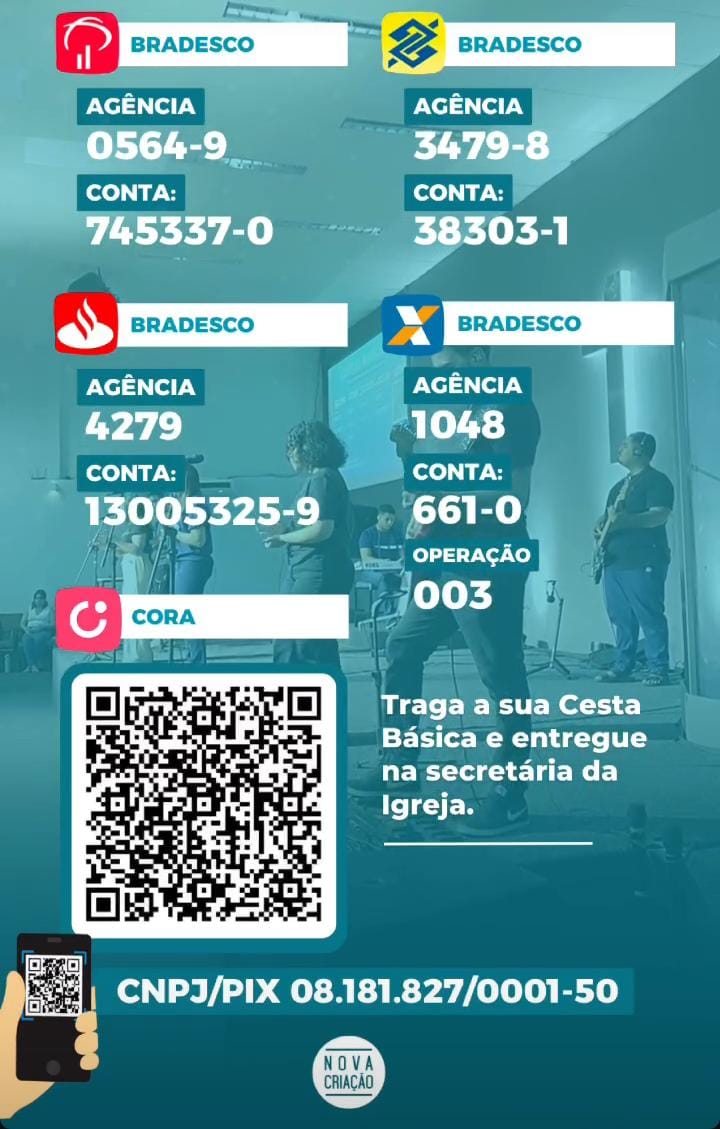 BRADESCO
AGÊNCIA
0564-9
CONTA:
745337-0
BRADESCO
AGÊNCIA
3479-8
CONTA:
38303-1
BRADESCO
AGÊNCIA
4279
CONTA:
13005325-9
BRADESCO
AGÊNCIA
1048
CONTA:
661-0
OPERAÇÃO
003
CORA
Traga a sua Cesta
Básica e entregue
na secretária da
Igreja.
CNPJ/PIX 08.181.827/0001-50
NOVA
CRIAÇÃO